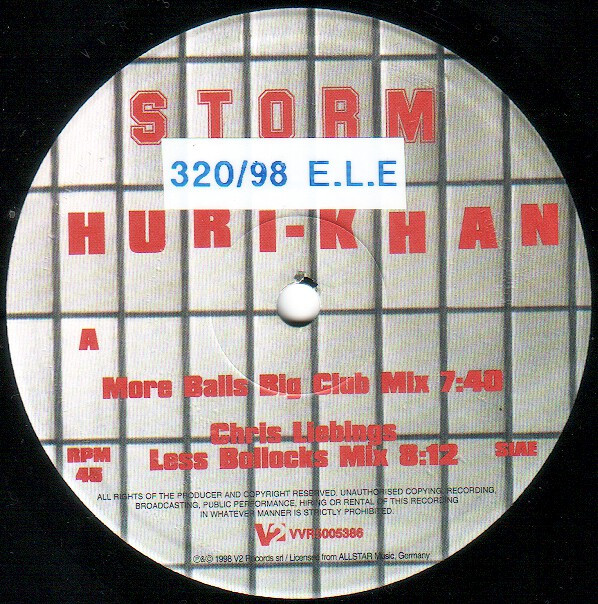 STORM
320/98 E.L.E
HURI-KHAN
A
More Balls Big Club Mix 7:40
Chris Liebings
Less Bollocks Mix 8:12
RPM
45
SIAE
ALL RIGHTS OF THE PRODUCER AND COPYRIGHT RESERVED, UNAUTHORISED COPYING, RECORDING,
BROADCASTING, PUBLIC PERFORMANCE, HIRING OR RENTAL OF THIS RECORDING
IN WHATEVER MANNER IS STRICTLY PROHIBITED.
V2 VVR5005386
℗&© 1998 V2 Records srl / Licensed from ALLSTAR Music, Germany